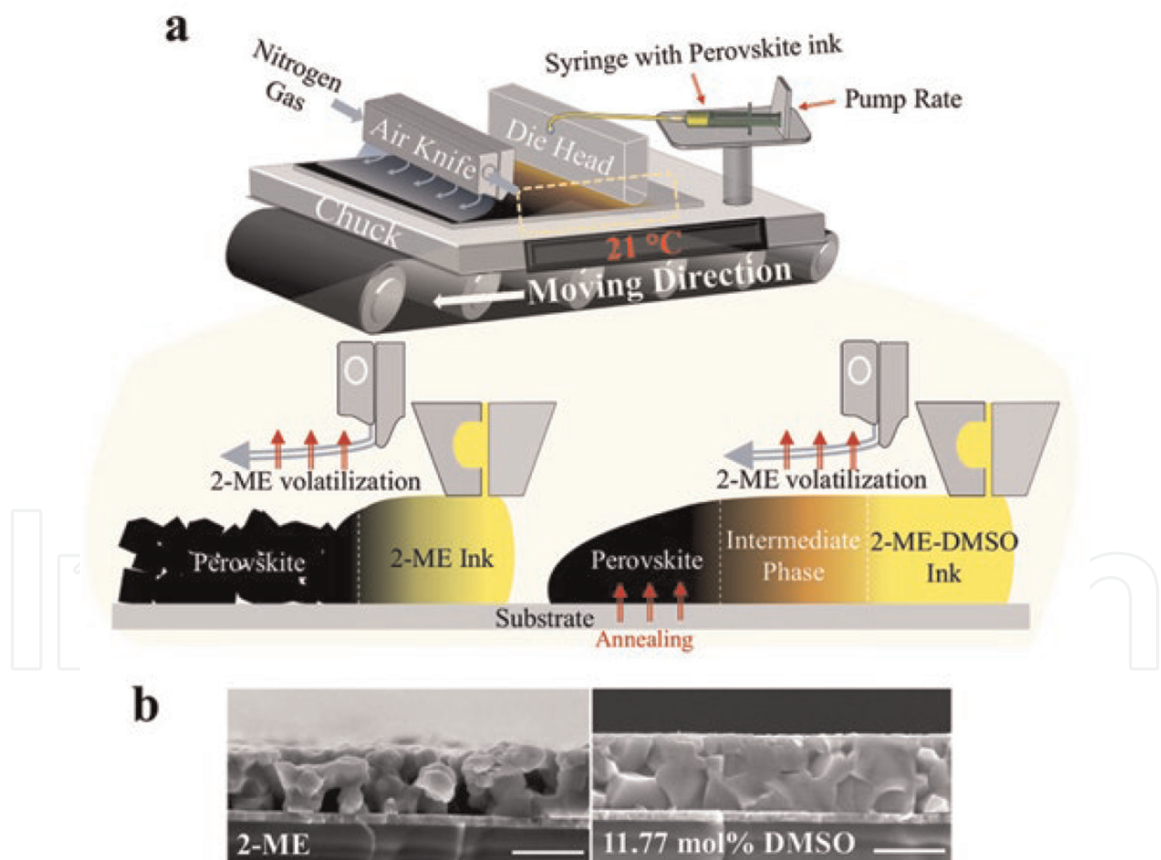 a
Nitrogen
Gas
Syringe with Perovskite ink
Pump Rate
Air Knife
Die Head
Chuck
21 °C
Moving Direction
2-ME volatilization
2-ME volatilization
Perovskite
2-ME Ink
Perovskite
Intermediate
Phase
2-ME-DMSO
Ink
Substrate
Annealing
b
2-ME
11.77 mol% DMSO